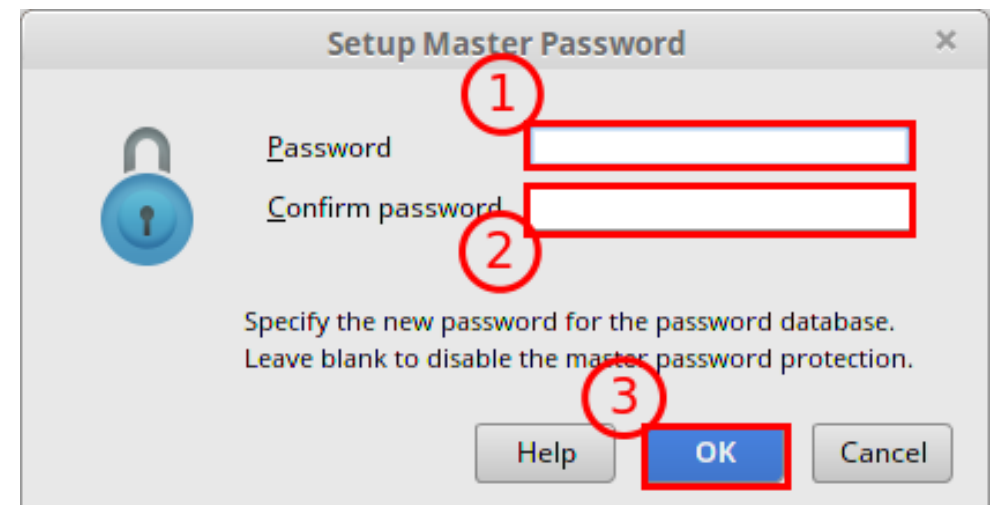 Setup Master Password ×
1
Password
Confirm password
2
Specify the new password for the password database.
Leave blank to disable the master password protection.
3
Help OK Cancel